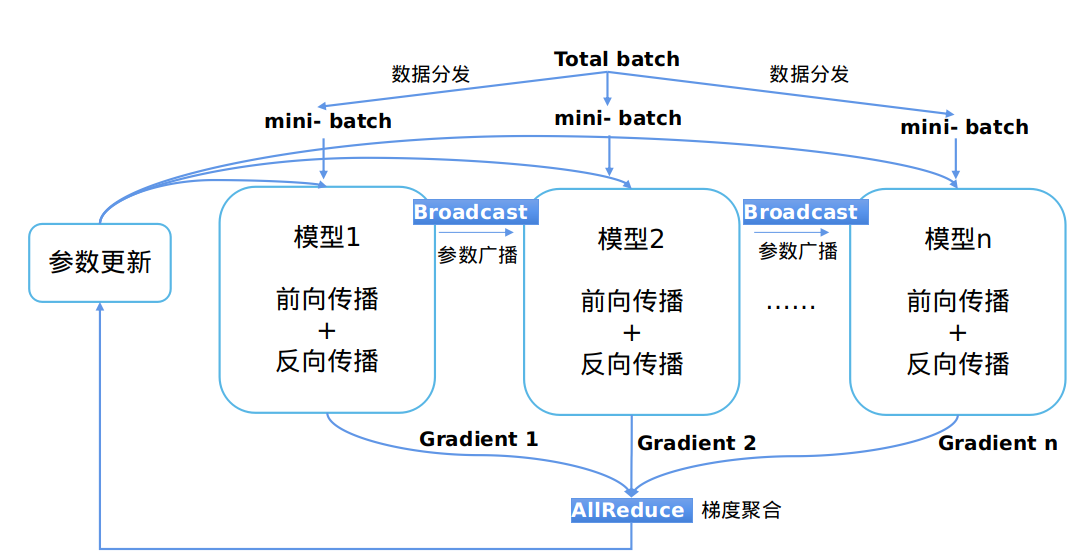 Total batch
数据分发
数据分发
mini- batch
mini- batch
mini- batch
参数更新
模型1
前向传播
+
反向传播
Broadcast
参数广播
模型2
前向传播
+
反向传播
Broadcast
参数广播
……
模型n
前向传播
+
反向传播
Gradient 1
Gradient 2
Gradient n
AllReduce
梯度聚合